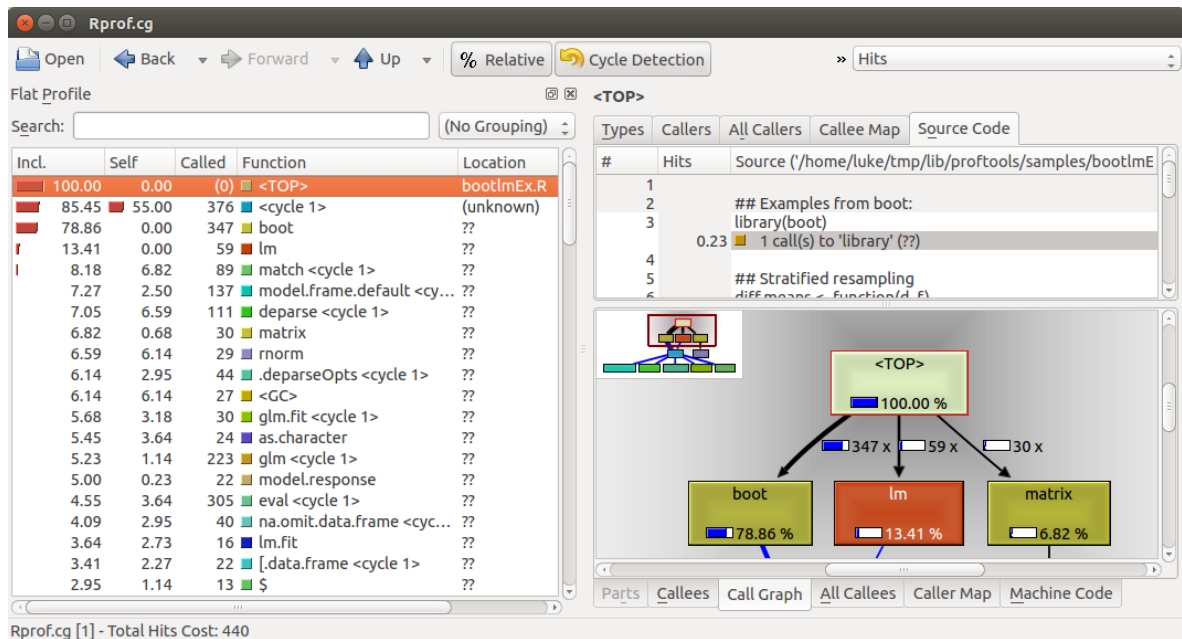 Rprof.cg
Open Back Forward Up % Relative Cycle Detection » Hits
Flat Profile
Search: (No Grouping)
Incl. Self Called Function Location
100.00 0.00 (0) <TOP> bootlmEx.R
85.45 55.00 376 <cycle 1> (unknown)
78.86 0.00 347 boot ??
13.41 0.00 59 lm ??
8.18 6.82 89 match <cycle 1> ??
7.27 2.50 137 model.frame.default <cy... ??
7.05 6.59 111 deparse <cycle 1> ??
6.82 0.68 30 matrix ??
6.59 6.14 29 rnorm ??
6.14 2.95 44 .deparseOpts <cycle 1> ??
6.14 6.14 27 <GC> ??
5.68 3.18 30 glm.fit <cycle 1> ??
5.45 3.64 24 as.character ??
5.23 1.14 223 glm <cycle 1> ??
5.00 0.23 22 model.response ??
4.55 3.64 305 eval <cycle 1> ??
4.09 2.95 40 na.omit.data.frame <cyc... ??
3.64 2.73 16 lm.fit ??
3.41 2.27 22 [.data.frame <cycle 1> ??
2.95 1.14 13 $ ??
<TOP>
Types Callers All Callers Callee Map Source Code
# Hits Source ('/home/luke/tmp/lib/proftools/samples/bootlmE
1
2 ## Examples from boot:
3 library(boot)
0.23 1 call(s) to 'library' (??)
4
5 ## Stratified resampling
6 diff.means <- function(d, f)
<TOP>
100.00 %
347 x 59 x 30 x
boot lm matrix
78.86 % 13.41 % 6.82 %
Parts Callees Call Graph All Callees Caller Map Machine Code
Rprof.cg [1] - Total Hits Cost: 440